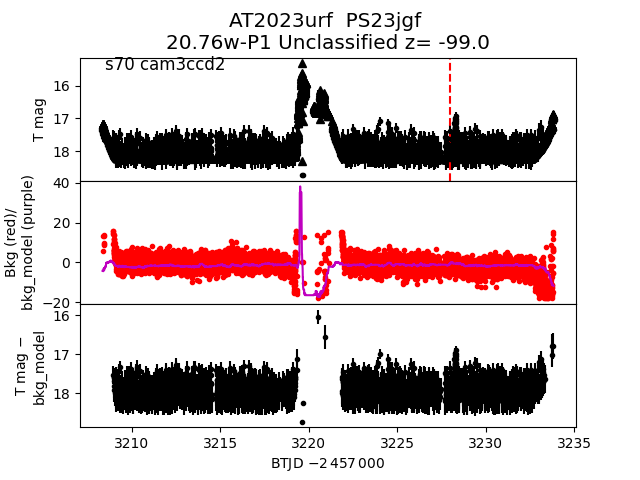 AT2023urf  PS23jgf
20.76w-P1 Unclassified z= -99.0
s70 cam3ccd2
T mag
16
17
18
Bkg (red)/
bkg_model (purple)
40
20
0
−20
T mag −
bkg_model
16
17
18
3210 3215 3220 3225 3230 3235
BTJD −2 457 000